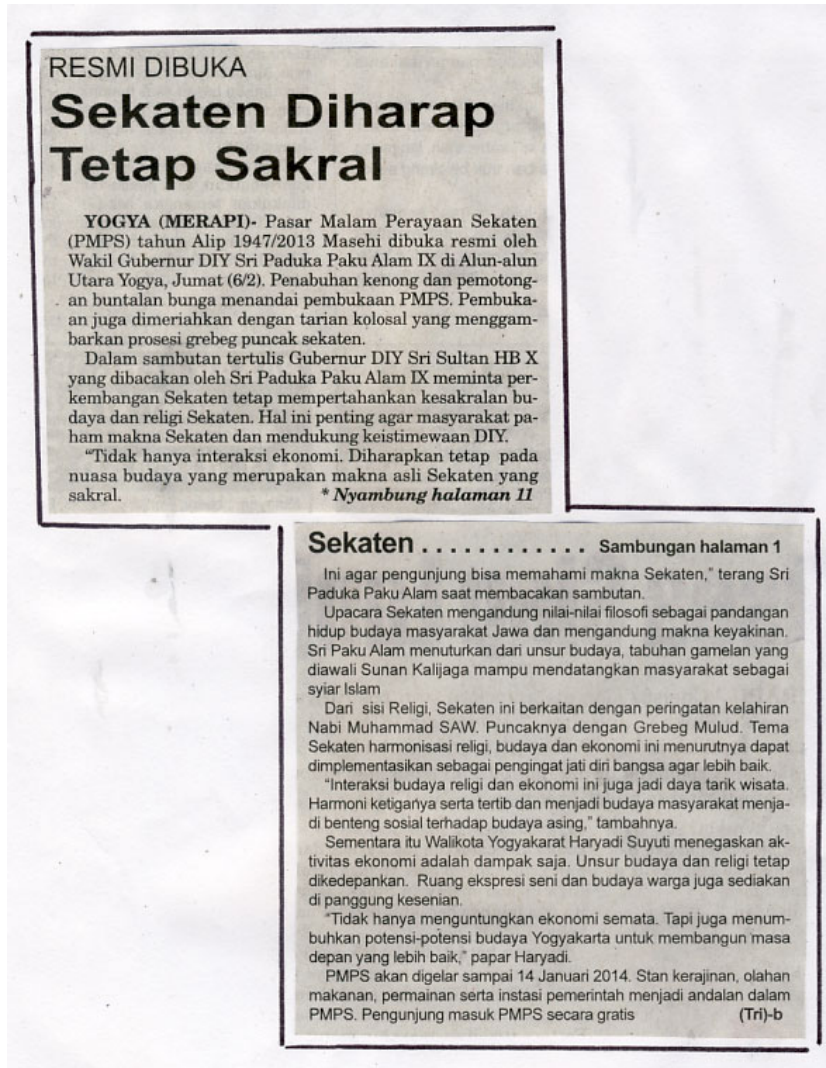 RESMI DIBUKA
Sekaten Diharap
Tetap Sakral
YOGYA (MERAPI)- Pasar Malam Perayaan Sekaten
(PMPS) tahun Alip 1947/2013 Masehi dibuka resmi oleh
Wakil Gubernur DIY Sri Paduka Paku Alam IX di Alun-alun
Utara Yogya, Jumat (6/2). Penabuhan kenong dan pemotong-
an buntalan bunga menandai pembukaan PMPS. Pembuka-
an juga dimeriahkan dengan tarian kolosal yang menggam-
barkan prosesi grebeg puncak sekaten.
Dalam sambutan tertulis Gubernur DIY Sri Sultan HB X
yang dibacakan oleh Sri Paduka Paku Alam IX meminta per-
kembangan Sekaten tetap mempertahankan kesakralan bu-
daya dan religi Sekaten. Hal ini penting agar masyarakat pa-
ham makna Sekaten dan mendukung keistimewaan DIY.
"Tidak hanya interaksi ekonomi. Diharapkan tetap pada
nuasa budaya yang merupakan makna asli Sekaten yang
sakral. * Nyambung halaman 11
Sekaten . . . . . . . . . . . . Sambungan halaman 1
Ini agar pengunjung bisa memahami makna Sekaten," terang Sri
Paduka Paku Alam saat membacakan sambutan.
Upacara Sekaten mengandung nilai-nilai filosofi sebagai pandangan
hidup budaya masyarakat Jawa dan mengandung makna keyakinan.
Sri Paku Alam menuturkan dari unsur budaya, tabuhan gamelan yang
diawali Sunan Kalijaga mampu mendatangkan masyarakat sebagai
syiar Islam
Dari sisi Religi, Sekaten ini berkaitan dengan peringatan kelahiran
Nabi Muhammad SAW. Puncaknya dengan Grebeg Mulud. Tema
Sekaten harmonisasi religi, budaya dan ekonomi ini menurutnya dapat
dimplementasikan sebagai pengingat jati diri bangsa agar lebih baik.
"Interaksi budaya religi dan ekonomi ini juga jadi daya tarik wisata.
Harmoni ketiganya serta tertib dan menjadi budaya masyarakat menja-
di benteng sosial terhadap budaya asing," tambahnya.
Sementara itu Walikota Yogyakarat Haryadi Suyuti menegaskan ak-
tivitas ekonomi adalah dampak saja. Unsur budaya dan religi tetap
dikedepankan. Ruang ekspresi seni dan budaya warga juga sediakan
di panggung kesenian.
"Tidak hanya menguntungkan ekonomi semata. Tapi juga menum-
buhkan potensi-potensi budaya Yogyakarta untuk membangun masa
depan yang lebih baik," papar Haryadi.
PMPS akan digelar sampai 14 Januari 2014. Stan kerajinan, olahan
makanan, permainan serta instasi pemerintah menjadi andalan dalam
PMPS. Pengunjung masuk PMPS secara gratis (Tri)-b